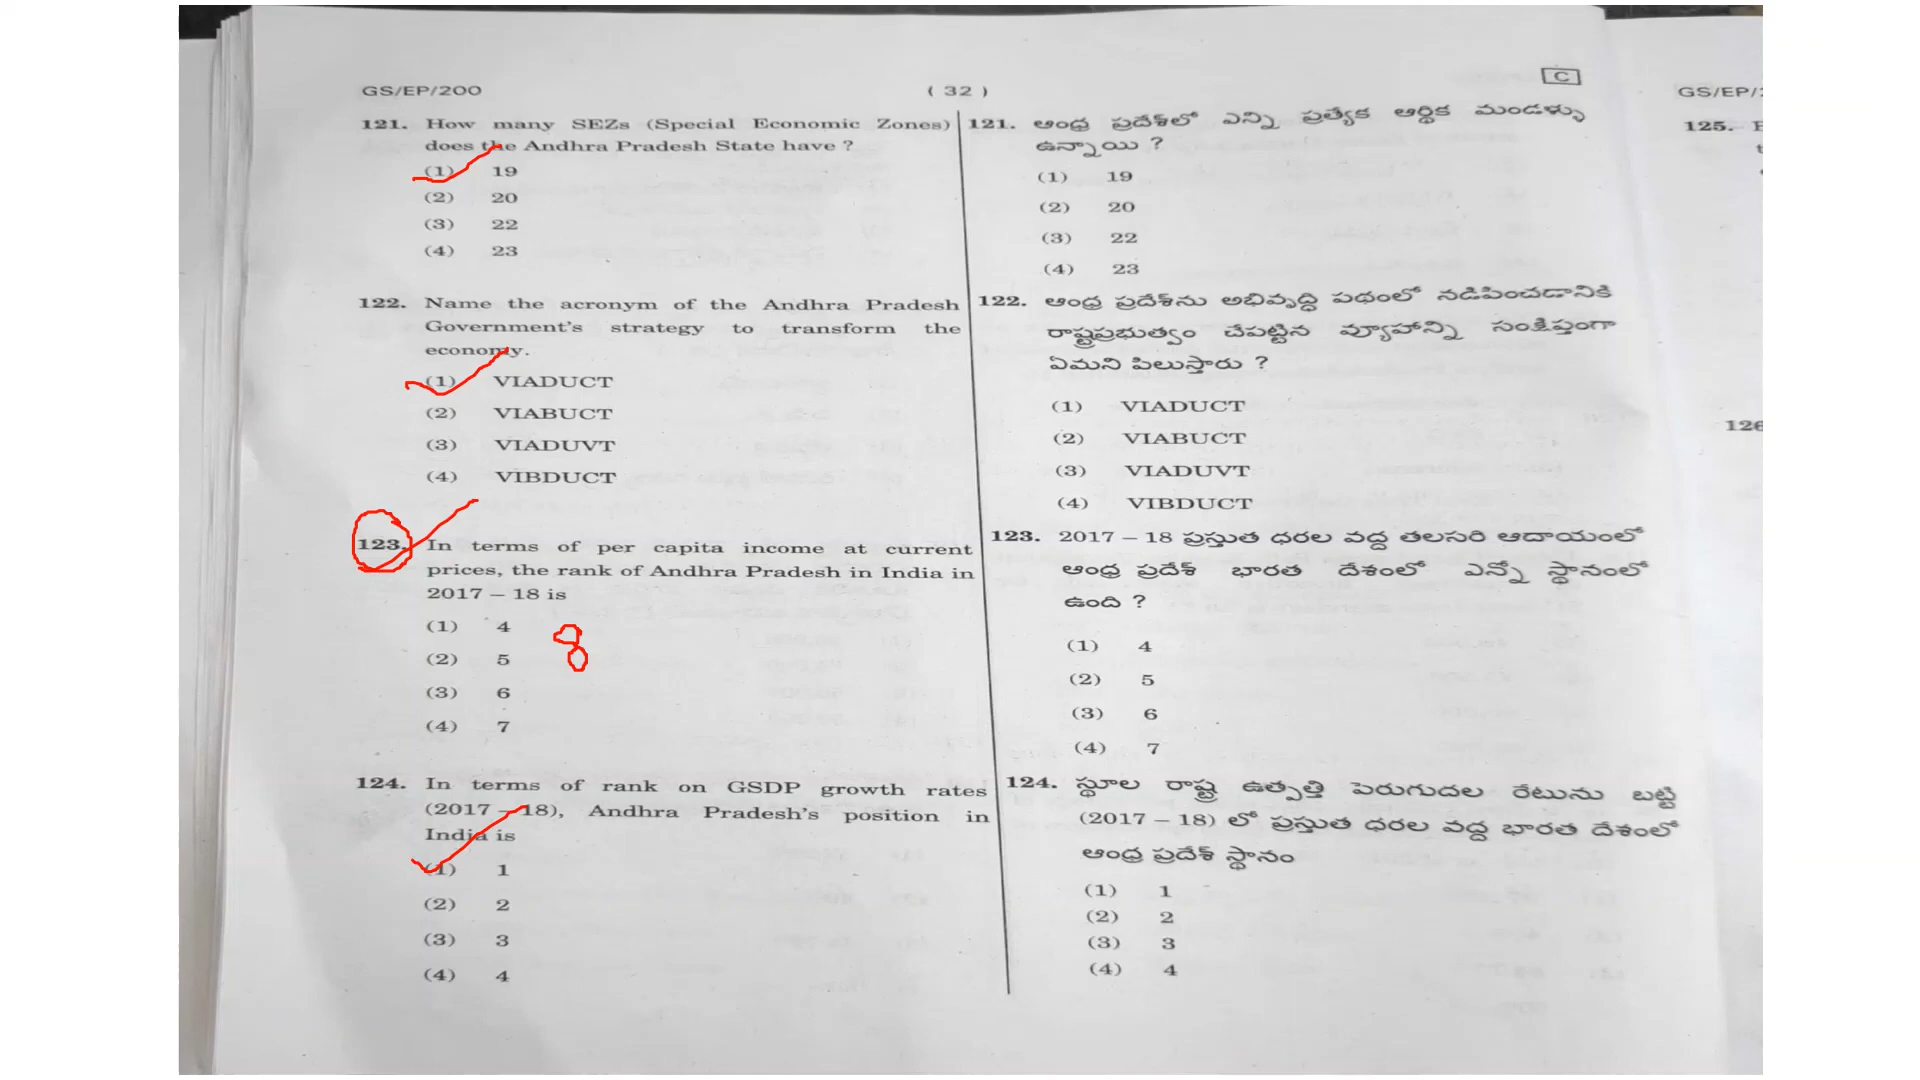 C
GS/EP/200
( 32 )
121. How many SEZs (Special Economic Zones)
does the Andhra Pradesh State have ?
(1) 19
(2) 20
(3) 22
(4) 23
122. Name the acronym of the Andhra Pradesh
Government's strategy to transform the
economy.
(1) VIADUCT
(2) VIABUCT
(3) VIADUVT
(4) VIBDUCT
123. In terms of per capita income at current
prices, the rank of Andhra Pradesh in India in
2017 – 18 is
(1) 4
(2) 5
(3) 6
(4) 7
8
124. In terms of rank on GSDP growth rates
(2017 – 18), Andhra Pradesh's position in
India is
(1) 1
(2) 2
(3) 3
(4) 4
121. ఆంధ్ర ప్రదేశ్‌లో ఎన్ని ప్రత్యేక ఆర్థిక మండళ్ళు
ఉన్నాయి ?
(1) 19
(2) 20
(3) 22
(4) 23
122. ఆంధ్ర ప్రదేశ్‌ను అభివృద్ధి పథంలో నడిపించడానికి
రాష్ట్రప్రభుత్వం చేపట్టిన వ్యూహాన్ని సంక్షిప్తంగా
ఏమని పిలుస్తారు ?
(1) VIADUCT
(2) VIABUCT
(3) VIADUVT
(4) VIBDUCT
123. 2017 – 18 ప్రస్తుత ధరల వద్ద తలసరి ఆదాయంలో
ఆంధ్ర ప్రదేశ్ భారత దేశంలో ఎన్నో స్థానంలో
ఉంది ?
(1) 4
(2) 5
(3) 6
(4) 7
124. స్థూల రాష్ట్ర ఉత్పత్తి పెరుగుదల రేటును బట్టి
(2017 – 18) లో ప్రస్తుత ధరల వద్ద భారత దేశంలో
ఆంధ్ర ప్రదేశ్ స్థానం
(1) 1
(2) 2
(3) 3
(4) 4
GS/EP/
125.
126